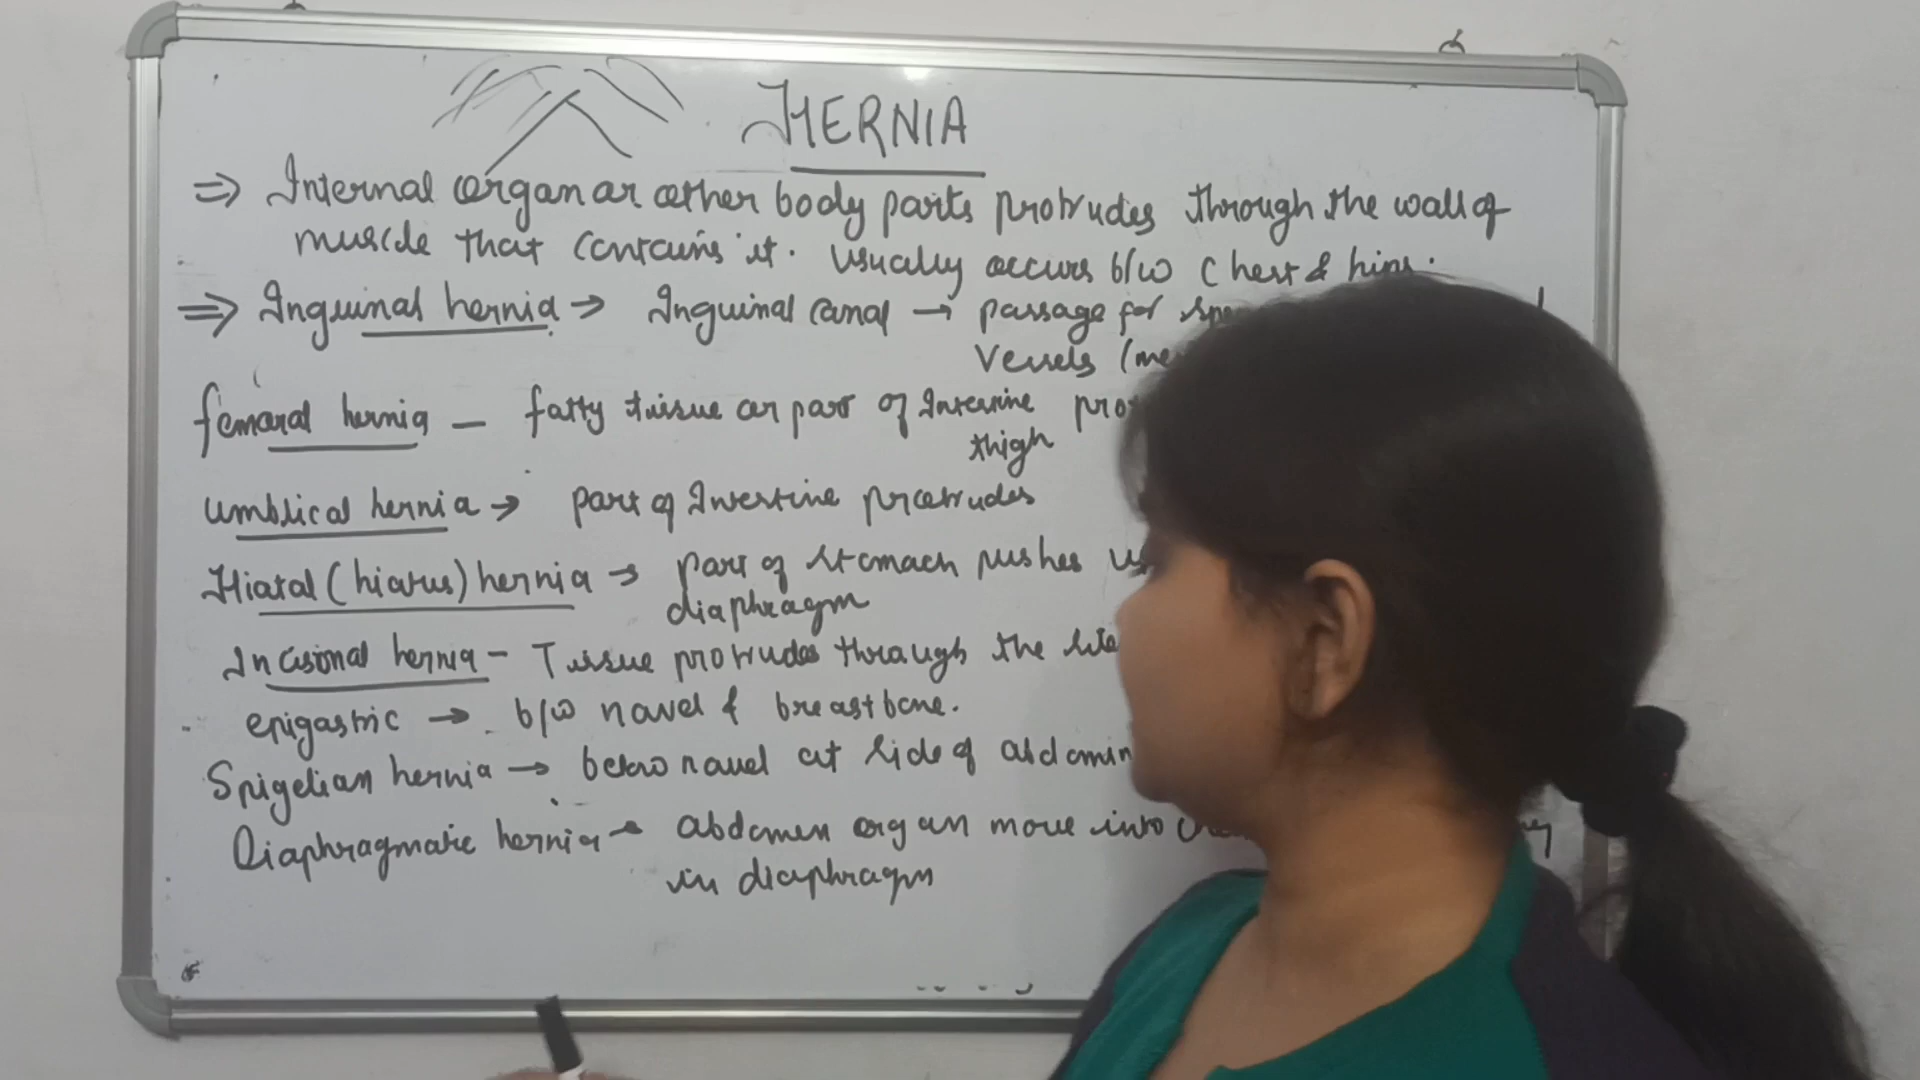 HERNIA
⇒ Internal organ or other body parts protrudes through the wall of
muscle that contains it. Usually occurs b/w chest & hips.
⇒ Inguinal hernia → Inguinal canal → passage for
vessels
femoral hernia - fatty tissue or part of Intestine
thigh
umblical hernia → part of Intestine protrudes
Hiatal (hiatus) hernia → part of stomach pushes
diaphragm
Incisional hernia - Tissue protrudes through the
epigastric → b/w navel & breastbone.
Spigelian hernia → below navel at side of
Diaphragmatic hernia → abdomen organ move into
in diaphragm